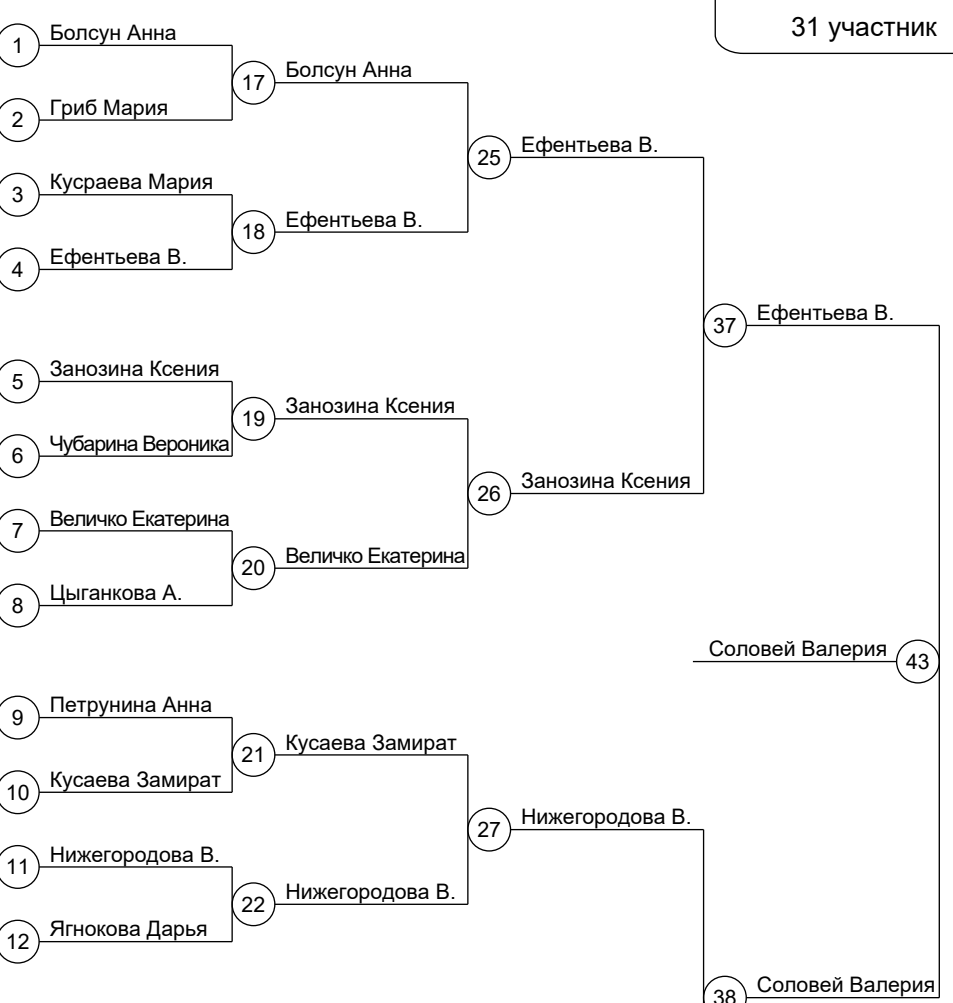 31 участник
1 Болсун Анна
17 Болсун Анна
2 Гриб Мария
25 Ефентьева В.
3 Кусраева Мария
18 Ефентьева В.
4 Ефентьева В.
37 Ефентьева В.
5 Занозина Ксения
19 Занозина Ксения
6 Чубарина Вероника
26 Занозина Ксения
7 Величко Екатерина
20 Величко Екатерина
8 Цыганкова А.
Соловей Валерия 43
9 Петрунина Анна
21 Кусаева Замират
10 Кусаева Замират
27 Нижегородова В.
11 Нижегородова В.
22 Нижегородова В.
12 Ягнокова Дарья
38 Соловей Валерия